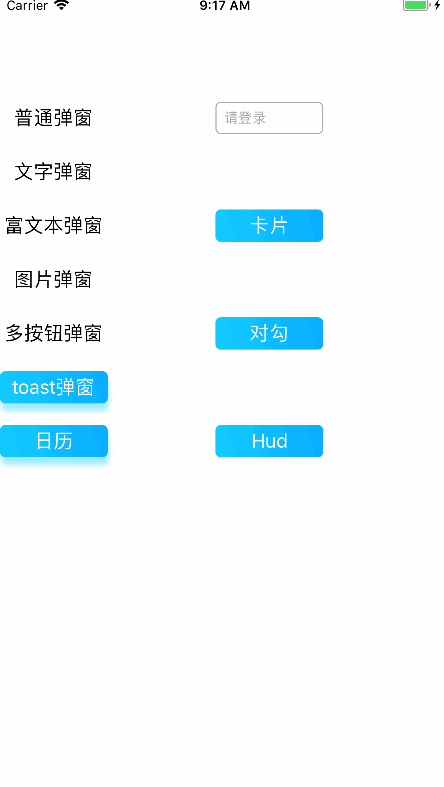 Carrier 9:17 AM
普通弹窗 请登录
文字弹窗
富文本弹窗 卡片
图片弹窗
多按钮弹窗 对勾
toast弹窗
日历 Hud